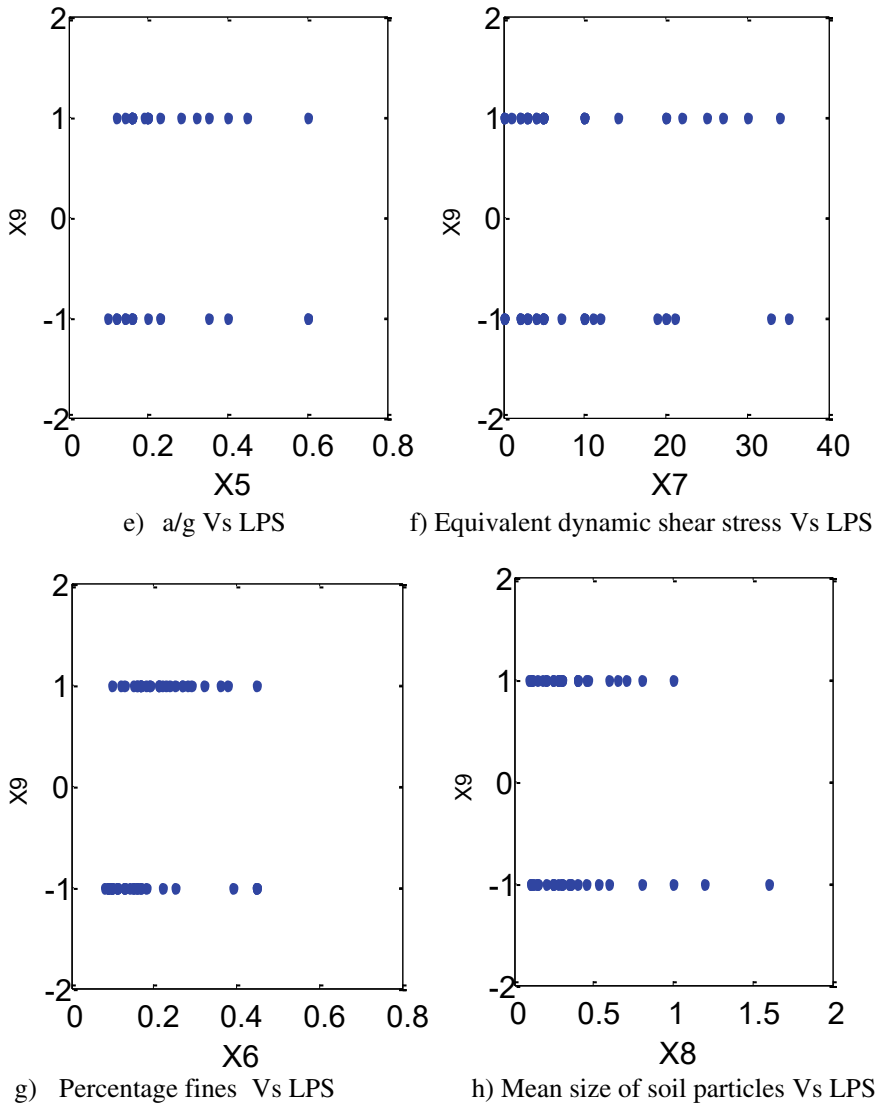 2
1
0
-1
-2
X9
0 0.2 0.4 0.6 0.8
X5
e) a/g Vs LPS
2
1
0
-1
-2
X9
0 10 20 30 40
X7
f) Equivalent dynamic shear stress Vs LPS
2
1
0
-1
-2
X9
0 0.2 0.4 0.6 0.8
X6
g) Percentage fines Vs LPS
2
1
0
-1
-2
X9
0 0.5 1 1.5 2
X8
h) Mean size of soil particles Vs LPS